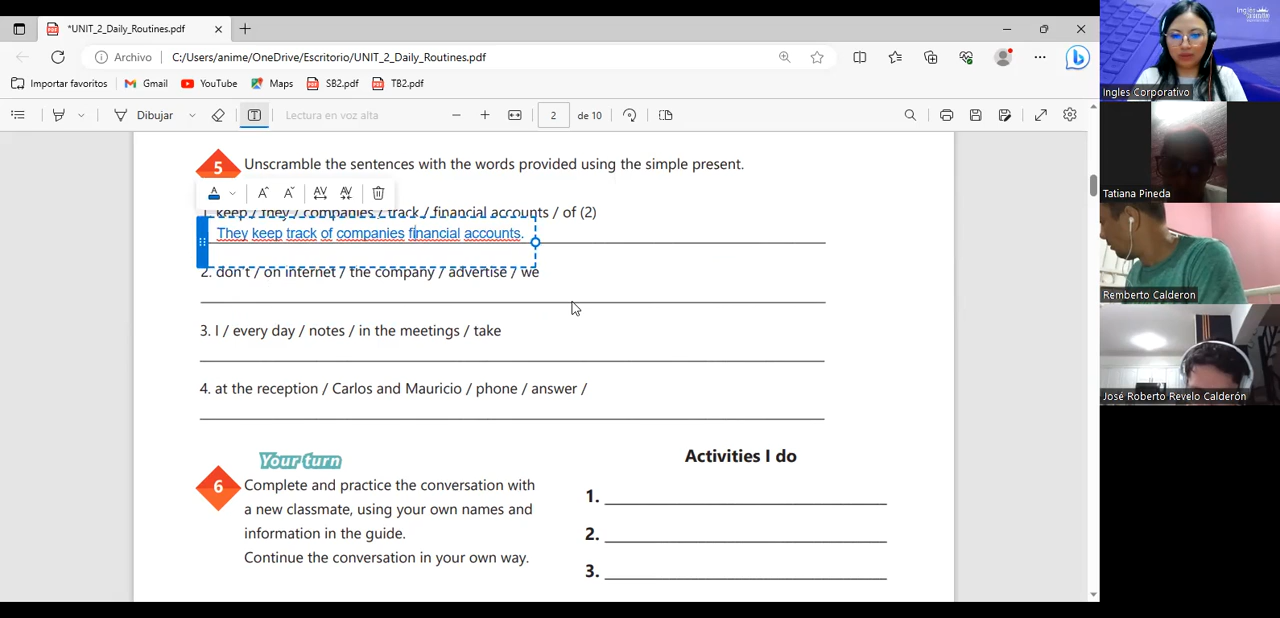 *UNIT_2_Daily_Routines.pdf
Archivo C:/Users/anime/OneDrive/Escritorio/UNIT_2_Daily_Routines.pdf
Importar favoritos Gmail YouTube Maps SB2.pdf TB2.pdf
Dibujar Lectura en voz alta 2 de 10
5 Unscramble the sentences with the words provided using the simple present.
1. keep / they / companies / track / financial accounts / of (2)
They keep track of companies financial accounts.
2. don't / on internet / the company / advertise / we
3. I / every day / notes / in the meetings / take
4. at the reception / Carlos and Mauricio / phone / answer /
Your turn
6 Complete and practice the conversation with
a new classmate, using your own names and
information in the guide.
Continue the conversation in your own way.
Activities I do
1.
2.
3.
Ingles Corporativo
Tatiana Pineda
Remberto Calderon
José Roberto Revelo Calderón